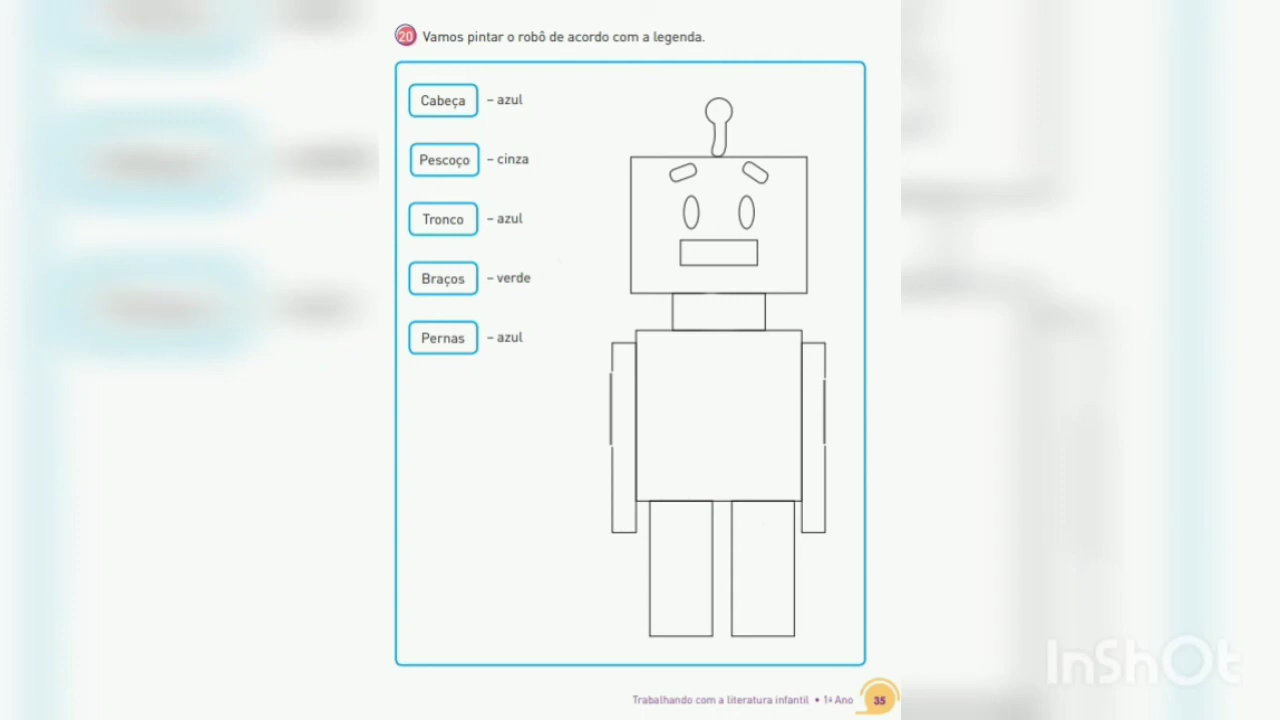 20 Vamos pintar o robô de acordo com a legenda.
Cabeça – azul
Pescoço – cinza
Tronco – azul
Braços – verde
Pernas – azul
Trabalhando com a literatura infantil • 1º Ano 35
InShOt